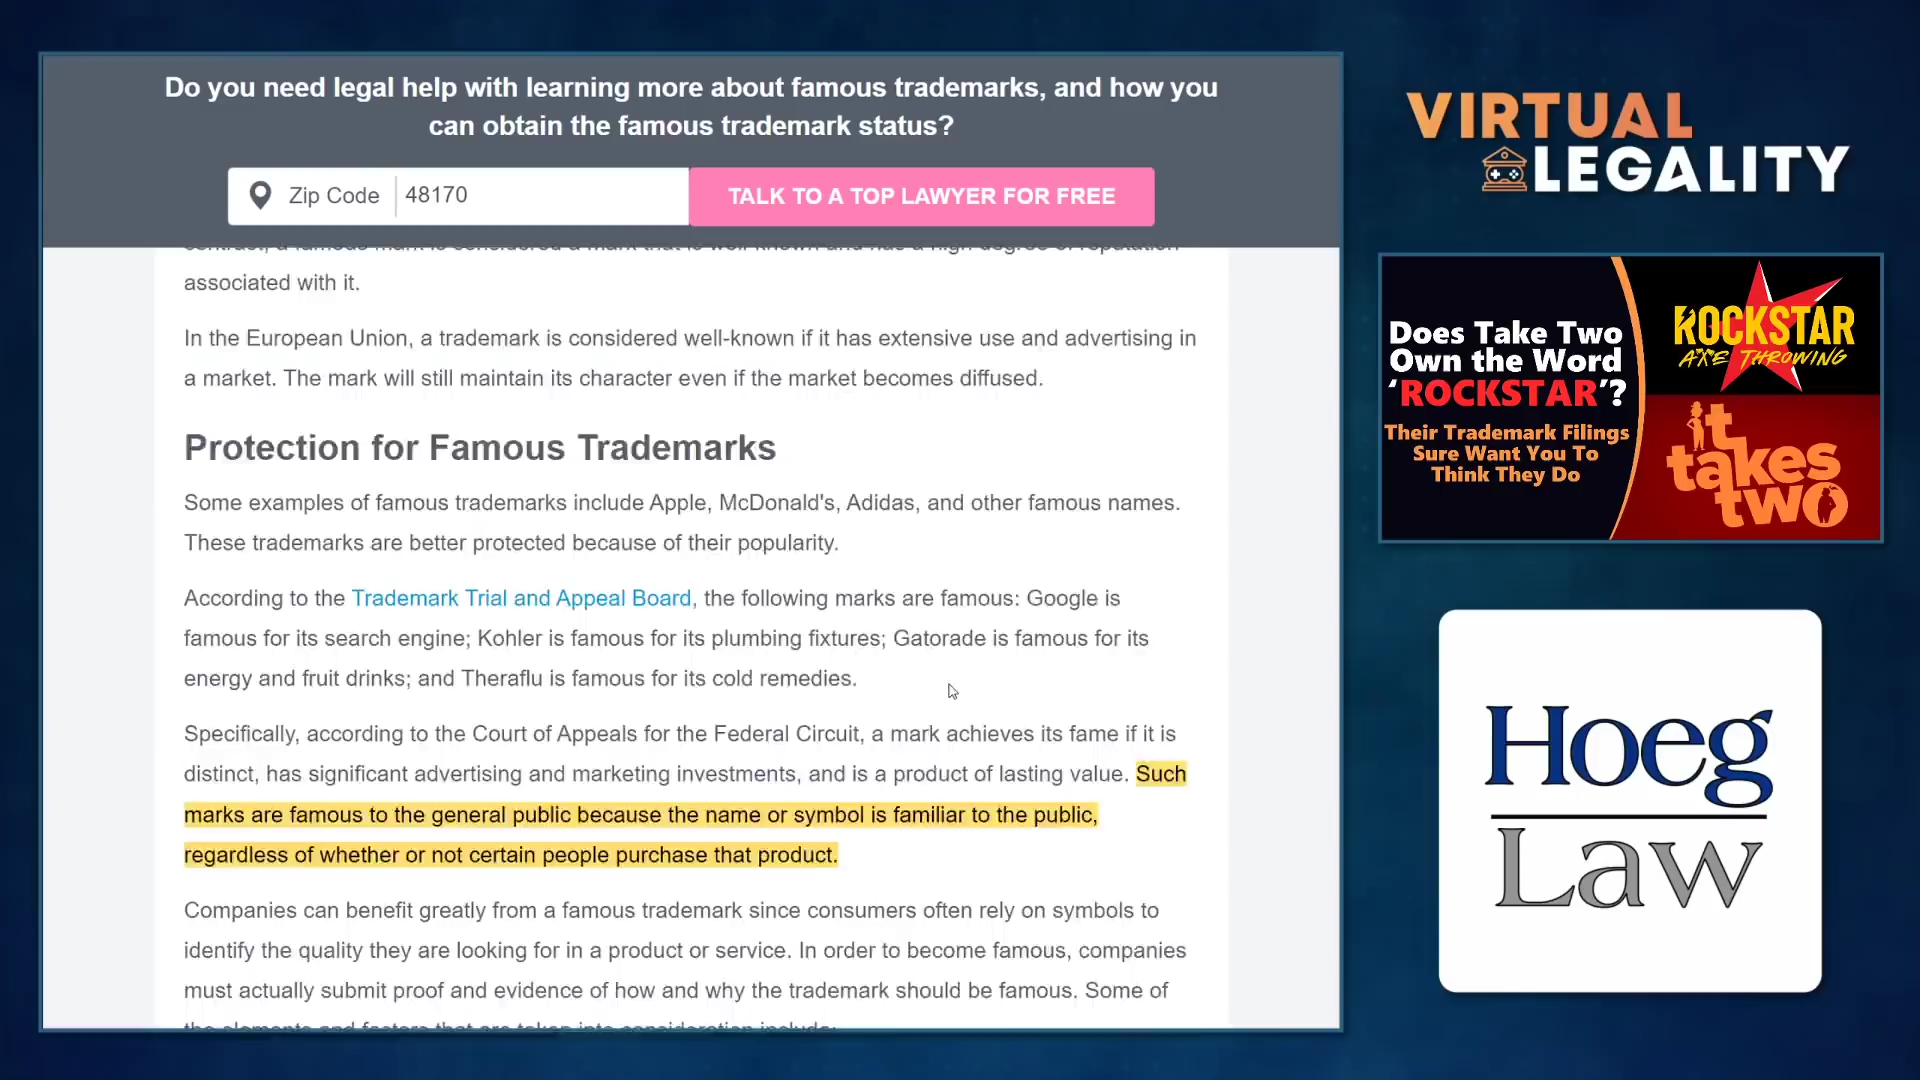 Do you need legal help with learning more about famous trademarks, and how you
can obtain the famous trademark status?
Zip Code 48170
TALK TO A TOP LAWYER FOR FREE
associated with it.
In the European Union, a trademark is considered well-known if it has extensive use and advertising in
a market. The mark will still maintain its character even if the market becomes diffused.
Protection for Famous Trademarks
Some examples of famous trademarks include Apple, McDonald's, Adidas, and other famous names.
These trademarks are better protected because of their popularity.
According to the Trademark Trial and Appeal Board, the following marks are famous: Google is
famous for its search engine; Kohler is famous for its plumbing fixtures; Gatorade is famous for its
energy and fruit drinks; and Theraflu is famous for its cold remedies.
Specifically, according to the Court of Appeals for the Federal Circuit, a mark achieves its fame if it is
distinct, has significant advertising and marketing investments, and is a product of lasting value. Such
marks are famous to the general public because the name or symbol is familiar to the public,
regardless of whether or not certain people purchase that product.
Companies can benefit greatly from a famous trademark since consumers often rely on symbols to
identify the quality they are looking for in a product or service. In order to become famous, companies
must actually submit proof and evidence of how and why the trademark should be famous. Some of
VIRTUAL
LEGALITY
Does Take Two
Own the Word
‘ROCKSTAR’?
Their Trademark Filings
Sure Want You To
Think They Do
ROCKSTAR
AXE THROWING
it
takes
two
Hoeg
Law